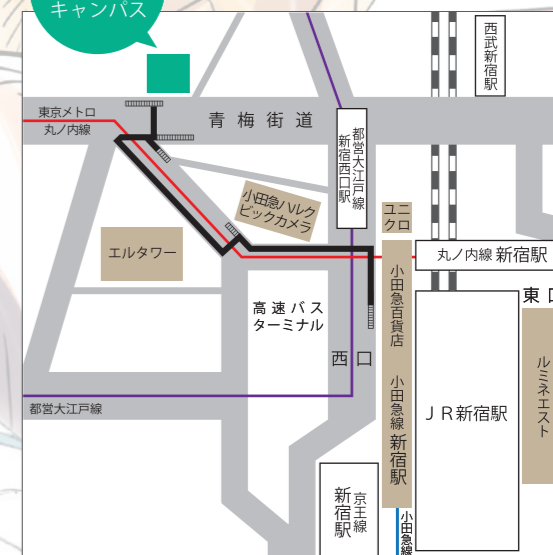 キャンパス
西武新宿駅
東京メトロ
丸ノ内線
青梅街道
都営大江戸線
新宿西口駅
小田急ハルク
ビックカメラ
ユニ
クロ
エルタワー
丸ノ内線 新宿駅
小田急百貨店
高速バス
ターミナル
東口
西口
ルミネエスト
小田急線 新宿駅
都営大江戸線
JR新宿駅
京王線
新宿駅
小田急線